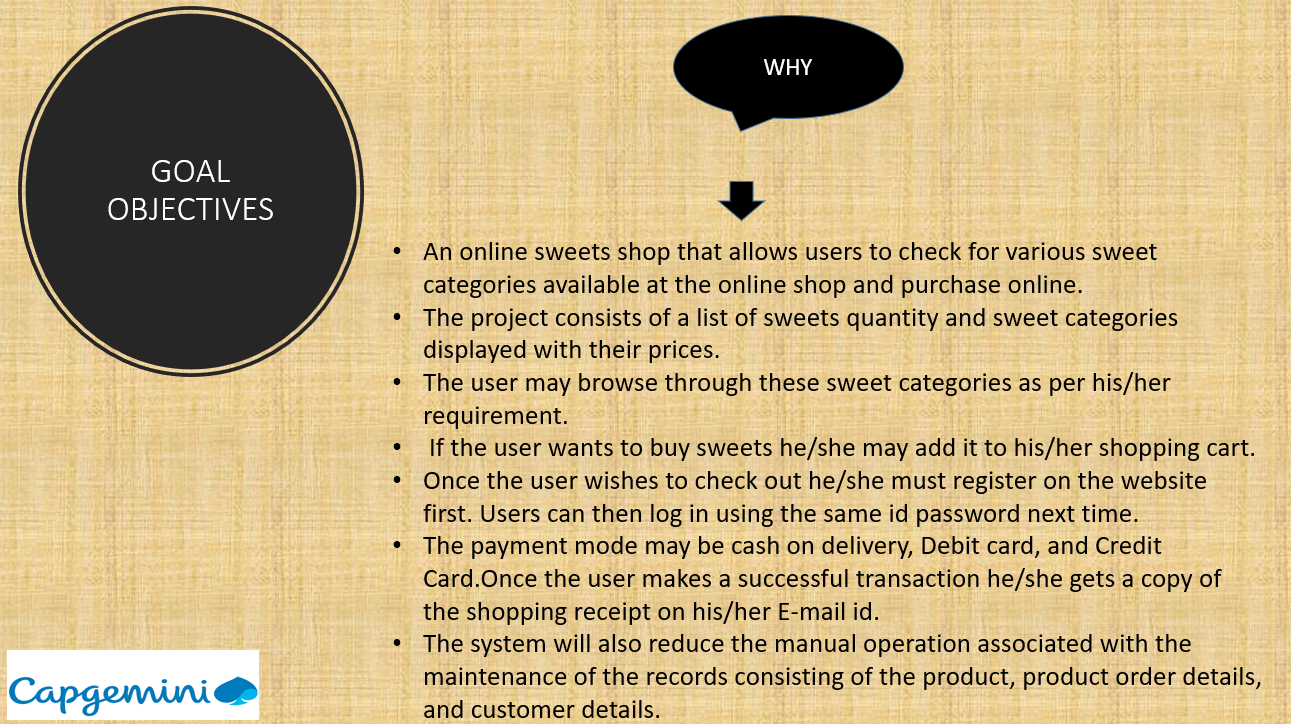 GOAL
OBJECTIVES
WHY
• An online sweets shop that allows users to check for various sweet
categories available at the online shop and purchase online.
• The project consists of a list of sweets quantity and sweet categories
displayed with their prices.
• The user may browse through these sweet categories as per his/her
requirement.
• If the user wants to buy sweets he/she may add it to his/her shopping cart.
• Once the user wishes to check out he/she must register on the website
first. Users can then log in using the same id password next time.
• The payment mode may be cash on delivery, Debit card, and Credit
Card.Once the user makes a successful transaction he/she gets a copy of
the shopping receipt on his/her E-mail id.
• The system will also reduce the manual operation associated with the
maintenance of the records consisting of the product, product order details,
and customer details.
Capgemini